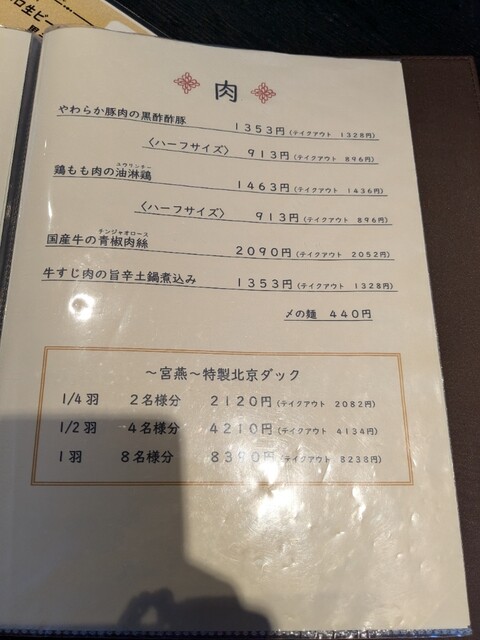 口生ビー
肉
やわらか豚肉の黒酢酢豚 1353円(テイクアウト 1328円)
〈ハーフサイズ〉 913円(テイクアウト 896円)
ユウリンチー
鶏もも肉の油淋鶏 1463円(テイクアウト 1436円)
〈ハーフサイズ〉 913円(テイクアウト 896円)
チンジャオロース
国産牛の青椒肉絲 2090円(テイクアウト 2052円)
牛すじ肉の旨辛土鍋煮込み 1353円(テイクアウト 1328円)
〆の麺 440円
～宮燕～特製北京ダック
1/4羽 2名様分 2120円(テイクアウト 2082円)
1/2羽 4名様分 4210円(テイクアウト 4134円)
1羽 8名様分 (テイクアウト 8238円)